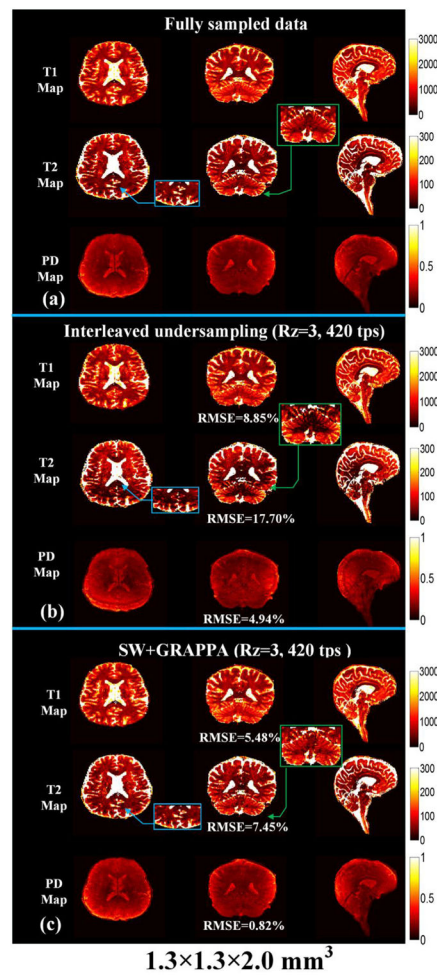 Fully sampled data
T1
Map
3000
2000
1000
0
T2
Map
300
200
100
0
PD
Map
1
0.5
0
(a)
Interleaved undersampling (Rz=3, 420 tps)
T1
Map
RMSE=8.85%
3000
2000
1000
0
T2
Map
RMSE=17.70%
300
200
100
0
PD
Map
1
0.5
0
(b)
RMSE=4.94%
SW+GRAPPA (Rz=3, 420 tps )
T1
Map
RMSE=5.48%
3000
2000
1000
0
T2
Map
RMSE=7.45%
300
200
100
0
PD
Map
1
0.5
0
(c)
RMSE=0.82%
1.3×1.3×2.0 mm³